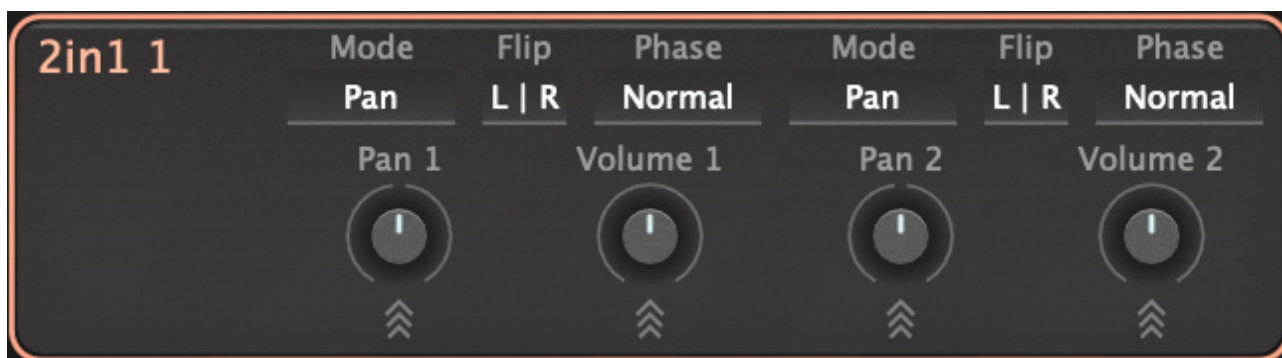 2in1 1 Mode Flip Phase Mode Flip Phase
Pan L | R Normal Pan L | R Normal
Pan 1 Volume 1 Pan 2 Volume 2